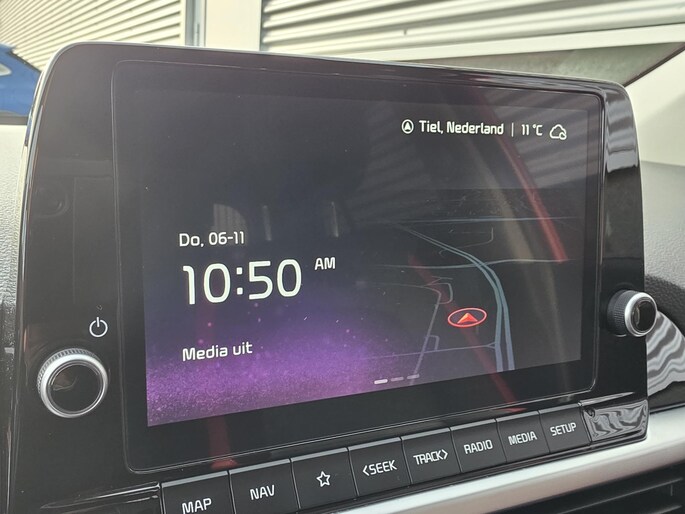 Tiel, Nederland | 11 °C
Do, 06-11
10:50 AM
Media uit
MAP NAV <SEEK TRACK> RADIO MEDIA SETUP